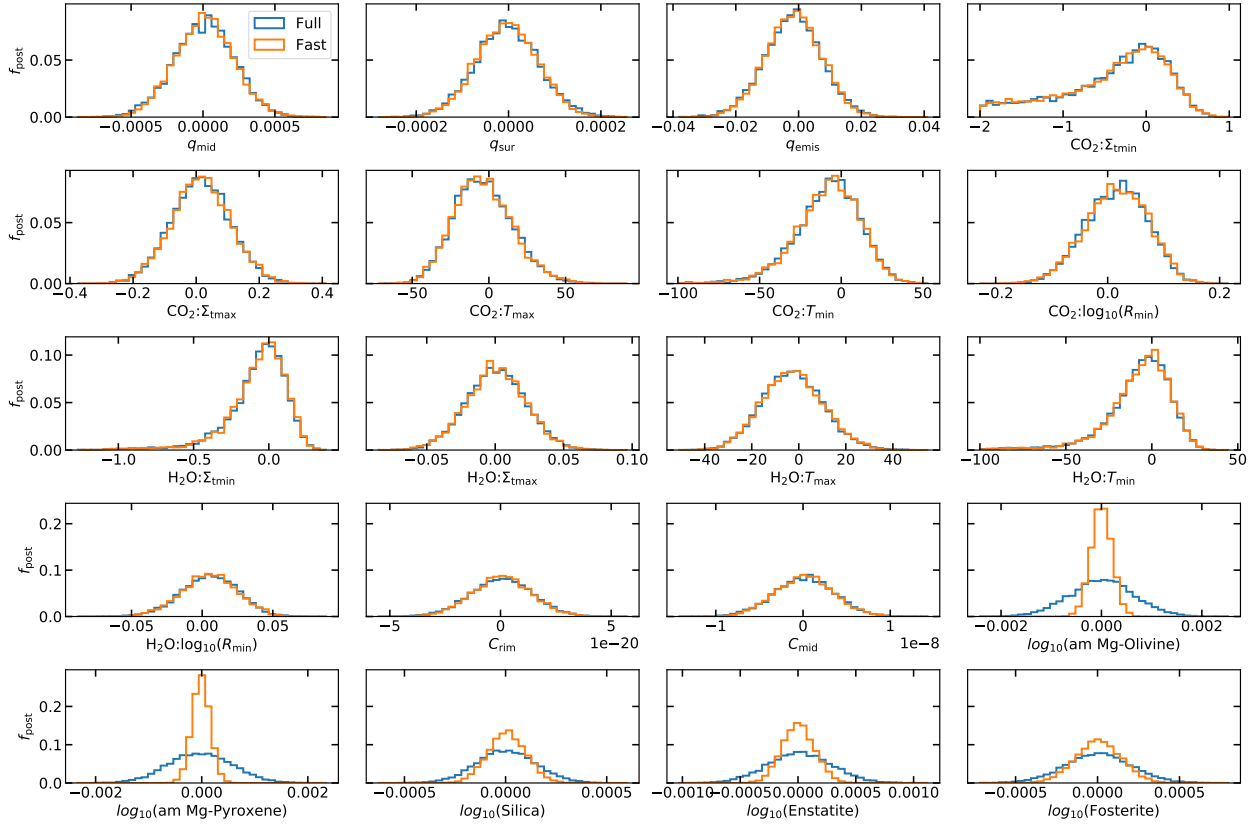 Full
Fast
f_post
0.05
0.00
−0.0005 0.0000 0.0005
−0.0002 0.0000 0.0002
−0.04 −0.02 0.00 0.02 0.04
−2 −1 0 1
q_mid
q_sur
q_emis
CO₂:Σ_tmin
f_post
0.05
0.00
−0.4 −0.2 0.0 0.2 0.4
−50 0 50
−100 −50 0 50
−0.2 0.0 0.2
CO₂:Σ_tmax
CO₂:T_max
CO₂:T_min
CO₂:log₁₀(R_min)
f_post
0.10
0.05
0.00
−1.0 −0.5 0.0
−0.05 0.00 0.05 0.10
−40 −20 0 20 40
−100 −50 0 50
H₂O:Σ_tmin
H₂O:Σ_tmax
H₂O:T_max
H₂O:T_min
f_post
0.2
0.1
0.0
−0.05 0.00 0.05
−5 0 5
1e−20
−1 0 1
1e−8
−0.002 0.000 0.002
H₂O:log₁₀(R_min)
C_rim
C_mid
log₁₀(am Mg-Olivine)
f_post
0.2
0.1
0.0
−0.002 0.000 0.002
−0.0005 0.0000 0.0005
−0.0010 −0.0005 0.0000 0.0005 0.0010
−0.0005 0.0000 0.0005
log₁₀(am Mg-Pyroxene)
log₁₀(Silica)
log₁₀(Enstatite)
log₁₀(Fosterite)